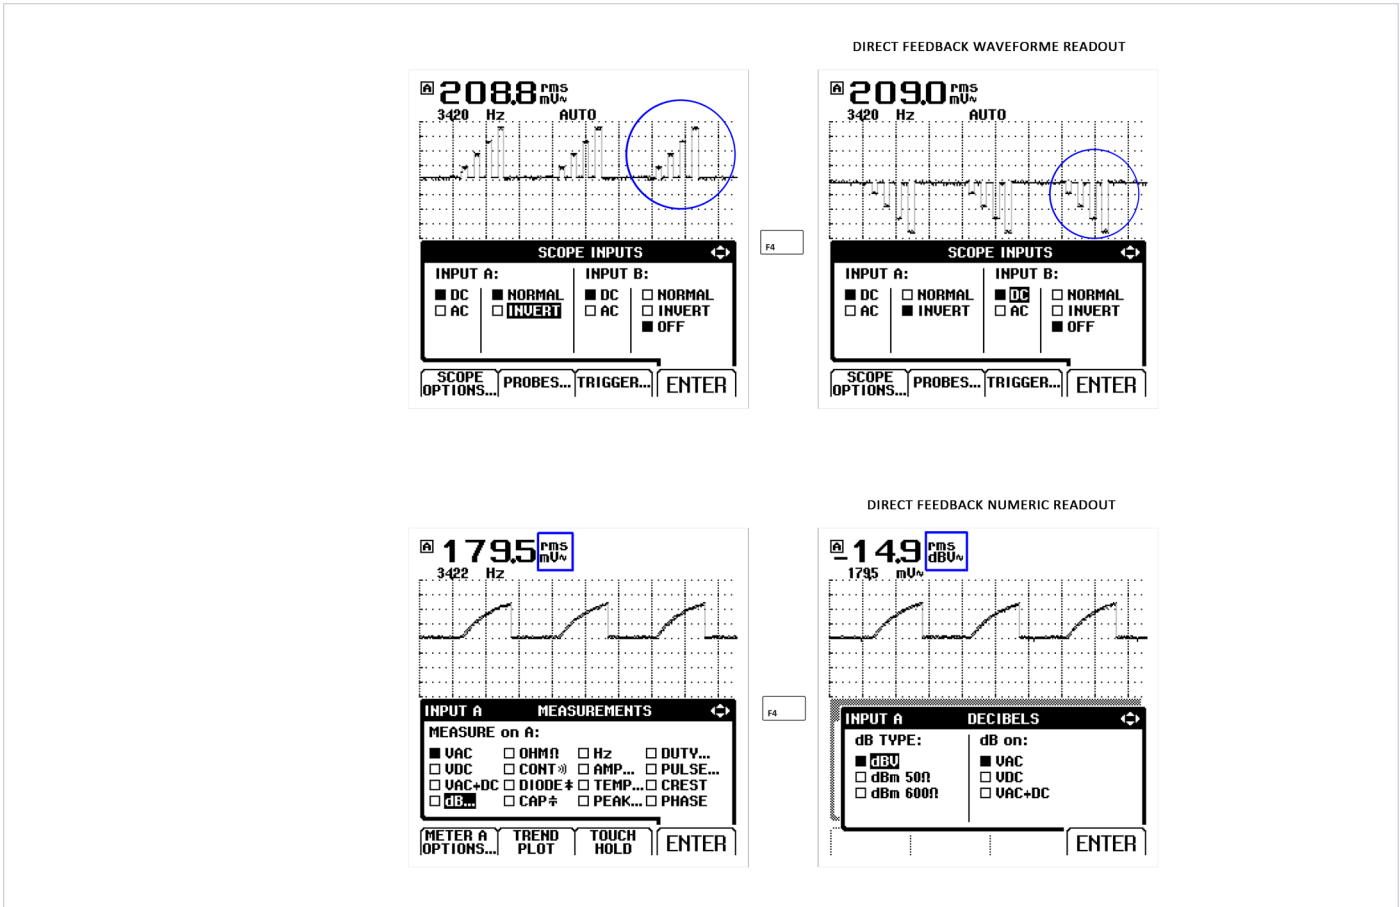 DIRECT FEEDBACK WAVEFORME READOUT
A 208.8 rms mV~
3420 Hz AUTO
SCOPE INPUTS
INPUT A: INPUT B:
DC NORMAL DC NORMAL
AC INVERT AC INVERT
OFF
SCOPE OPTIONS... PROBES... TRIGGER... ENTER
F4
A 209.0 rms mV~
3420 Hz AUTO
SCOPE INPUTS
INPUT A: INPUT B:
DC NORMAL DC NORMAL
AC INVERT AC INVERT
OFF
SCOPE OPTIONS... PROBES... TRIGGER... ENTER
DIRECT FEEDBACK NUMERIC READOUT
A 179.5 rms mV~
3422 Hz
INPUT A MEASUREMENTS
MEASURE on A:
VAC OHMΩ Hz DUTY...
VDC CONT AMP... PULSE...
VAC+DC DIODE TEMP... CREST
dB... CAP PEAK... PHASE
METER A OPTIONS... TREND PLOT TOUCH HOLD ENTER
F4
A -14.9 rms dBV~
179.5 mV~
INPUT A DECIBELS
dB TYPE: dB on:
dBV VAC
dBm 50Ω VDC
dBm 600Ω VAC+DC
ENTER